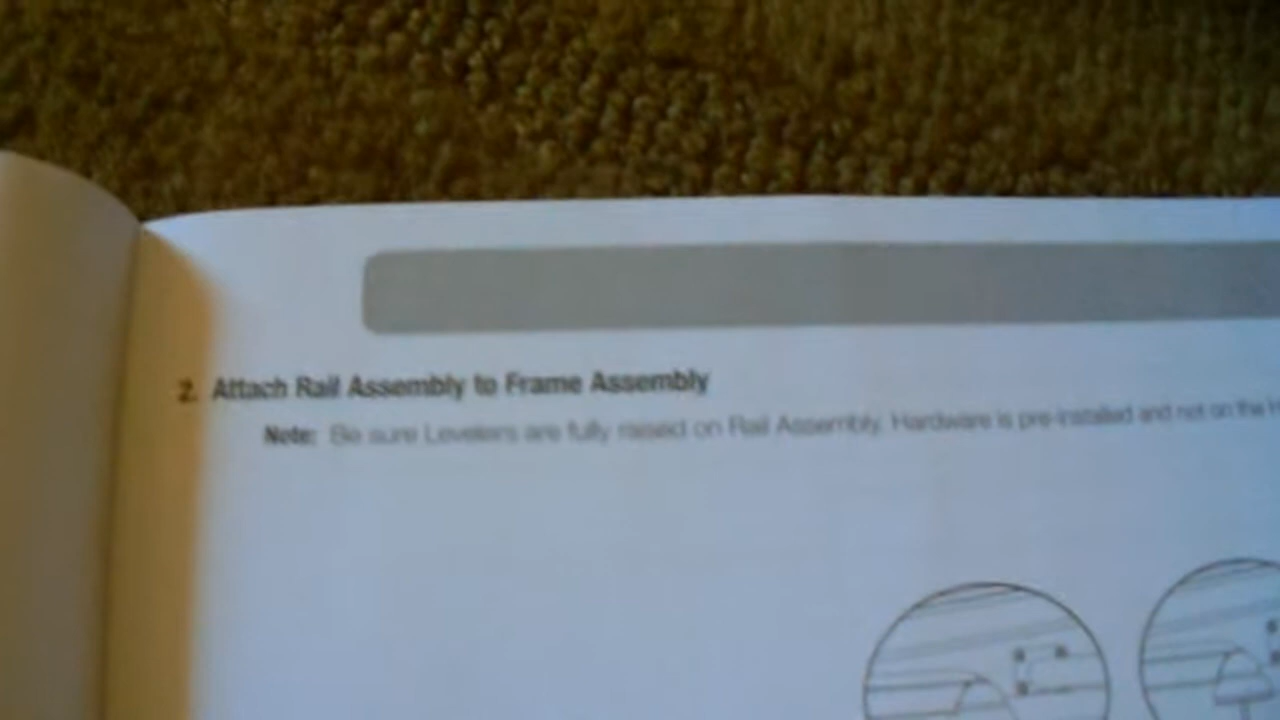 2. Attach Rail Assembly to Frame Assembly
Note: Be sure Levelers are fully raised on Rail Assembly. Hardware is pre-installed and not on the